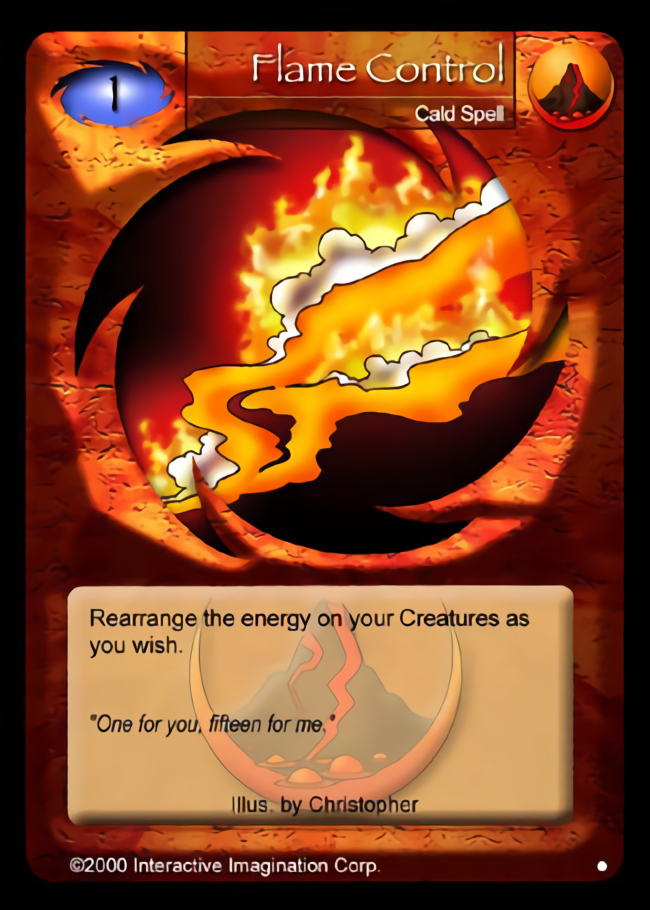 1
Flame Control
Cald Spell
Rearrange the energy on your Creatures as
you wish.
"One for you, fifteen for me."
Illus. by Christopher
©2000 Interactive Imagination Corp.